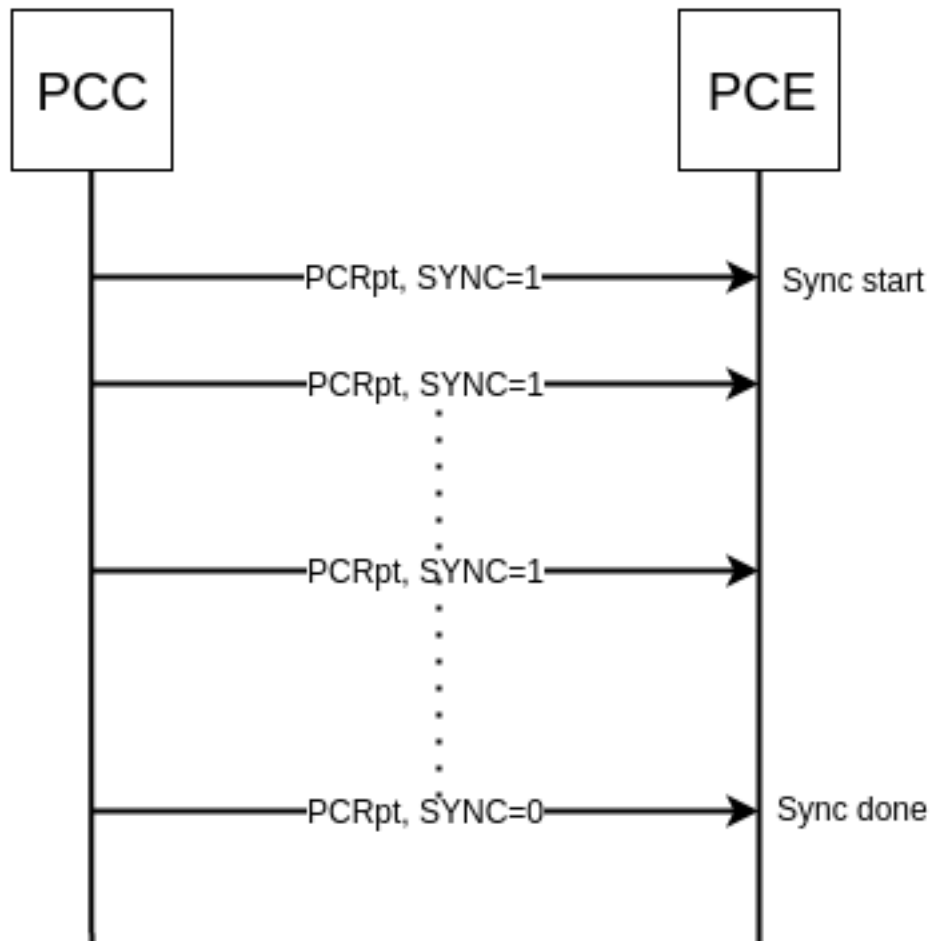 PCC
PCE
PCRpt, SYNC=1
Sync start
PCRpt, SYNC=1
PCRpt, SYNC=1
PCRpt, SYNC=0
Sync done